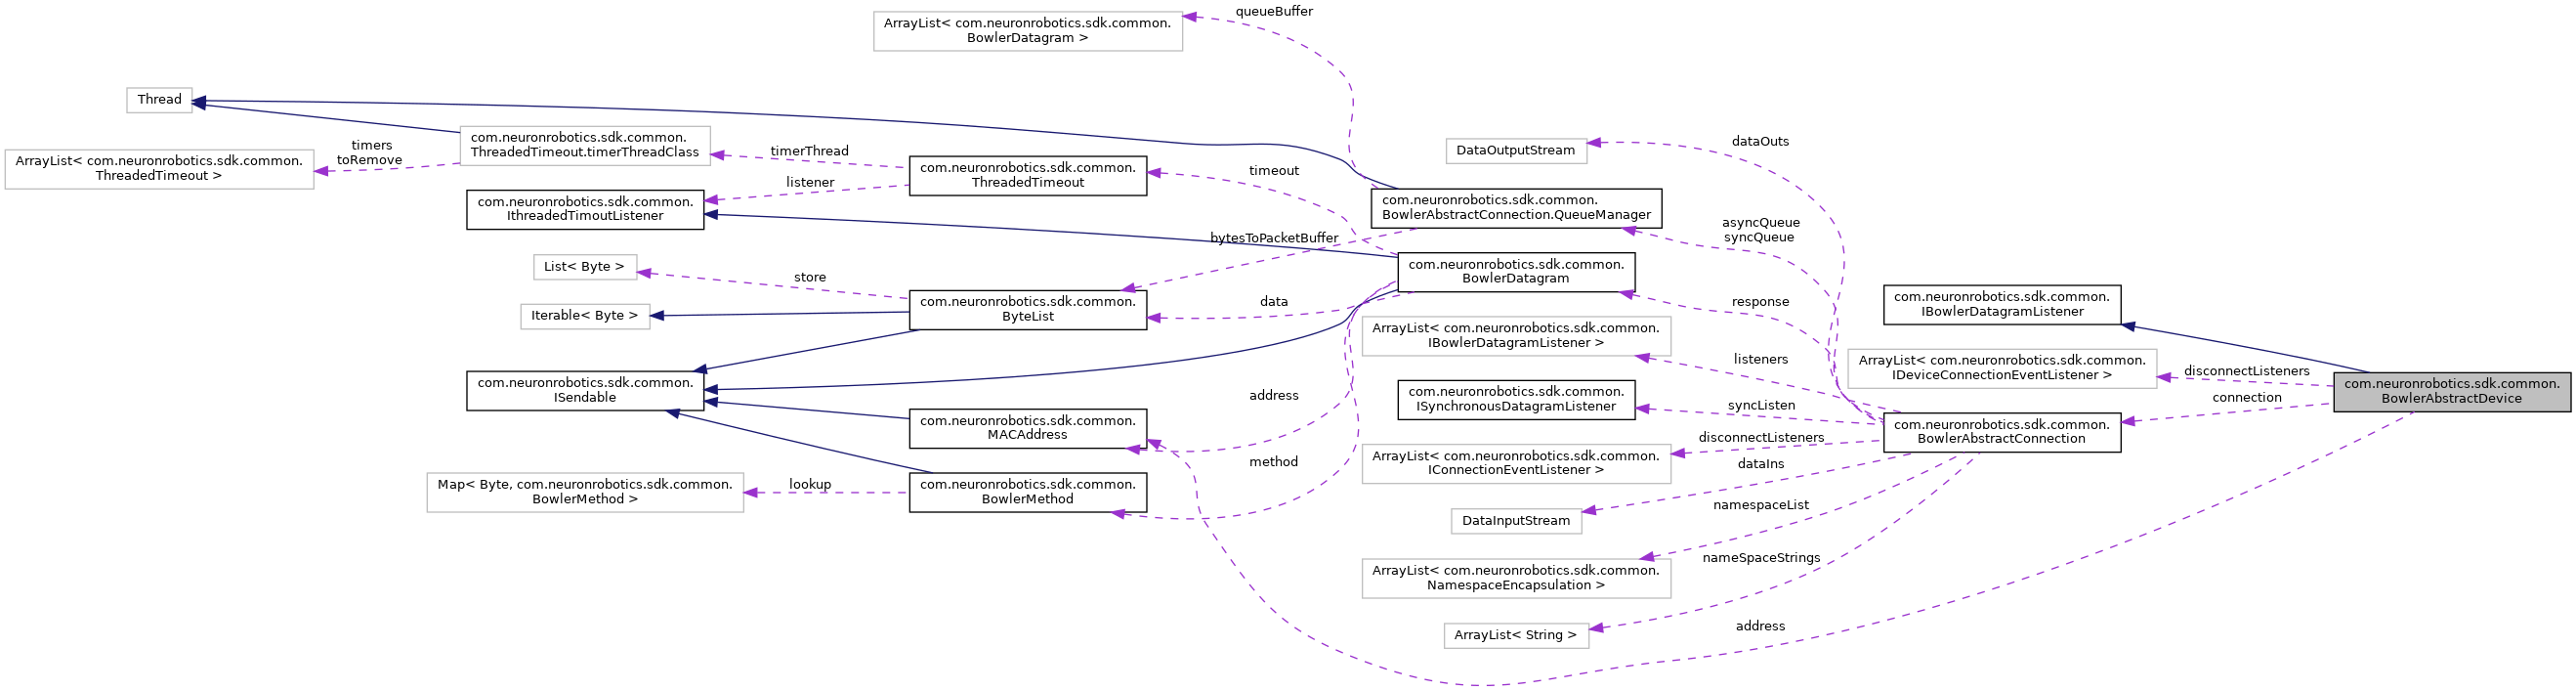 queueBuffer
ArrayList< com.neuronrobotics.sdk.common.
BowlerDatagram >
Thread
com.neuronrobotics.sdk.common.
ThreadedTimeout.timerThreadClass
timers
toRemove
ArrayList< com.neuronrobotics.sdk.common.
ThreadedTimeout >
timerThread
listener
com.neuronrobotics.sdk.common.
ThreadedTimeout
timeout
com.neuronrobotics.sdk.common.
IthreadedTimoutListener
DataOutputStream
dataOuts
com.neuronrobotics.sdk.common.
BowlerAbstractConnection.QueueManager
asyncQueue
syncQueue
bytesToPacketBuffer
List< Byte >
store
com.neuronrobotics.sdk.common.
BowlerDatagram
Iterable< Byte >
com.neuronrobotics.sdk.common.
ByteList
data
response
com.neuronrobotics.sdk.common.
IBowlerDatagramListener
ArrayList< com.neuronrobotics.sdk.common.
IBowlerDatagramListener >
listeners
ArrayList< com.neuronrobotics.sdk.common.
IDeviceConnectionEventListener >
disconnectListeners
com.neuronrobotics.sdk.common.
BowlerAbstractDevice
connection
com.neuronrobotics.sdk.common.
ISendable
address
com.neuronrobotics.sdk.common.
ISynchronousDatagramListener
syncListen
com.neuronrobotics.sdk.common.
MACAddress
com.neuronrobotics.sdk.common.
BowlerAbstractConnection
disconnectListeners
ArrayList< com.neuronrobotics.sdk.common.
IConnectionEventListener >
method
dataIns
Map< Byte, com.neuronrobotics.sdk.common.
BowlerMethod >
lookup
com.neuronrobotics.sdk.common.
BowlerMethod
DataInputStream
namespaceList
nameSpaceStrings
ArrayList< com.neuronrobotics.sdk.common.
NamespaceEncapsulation >
ArrayList< String >
address